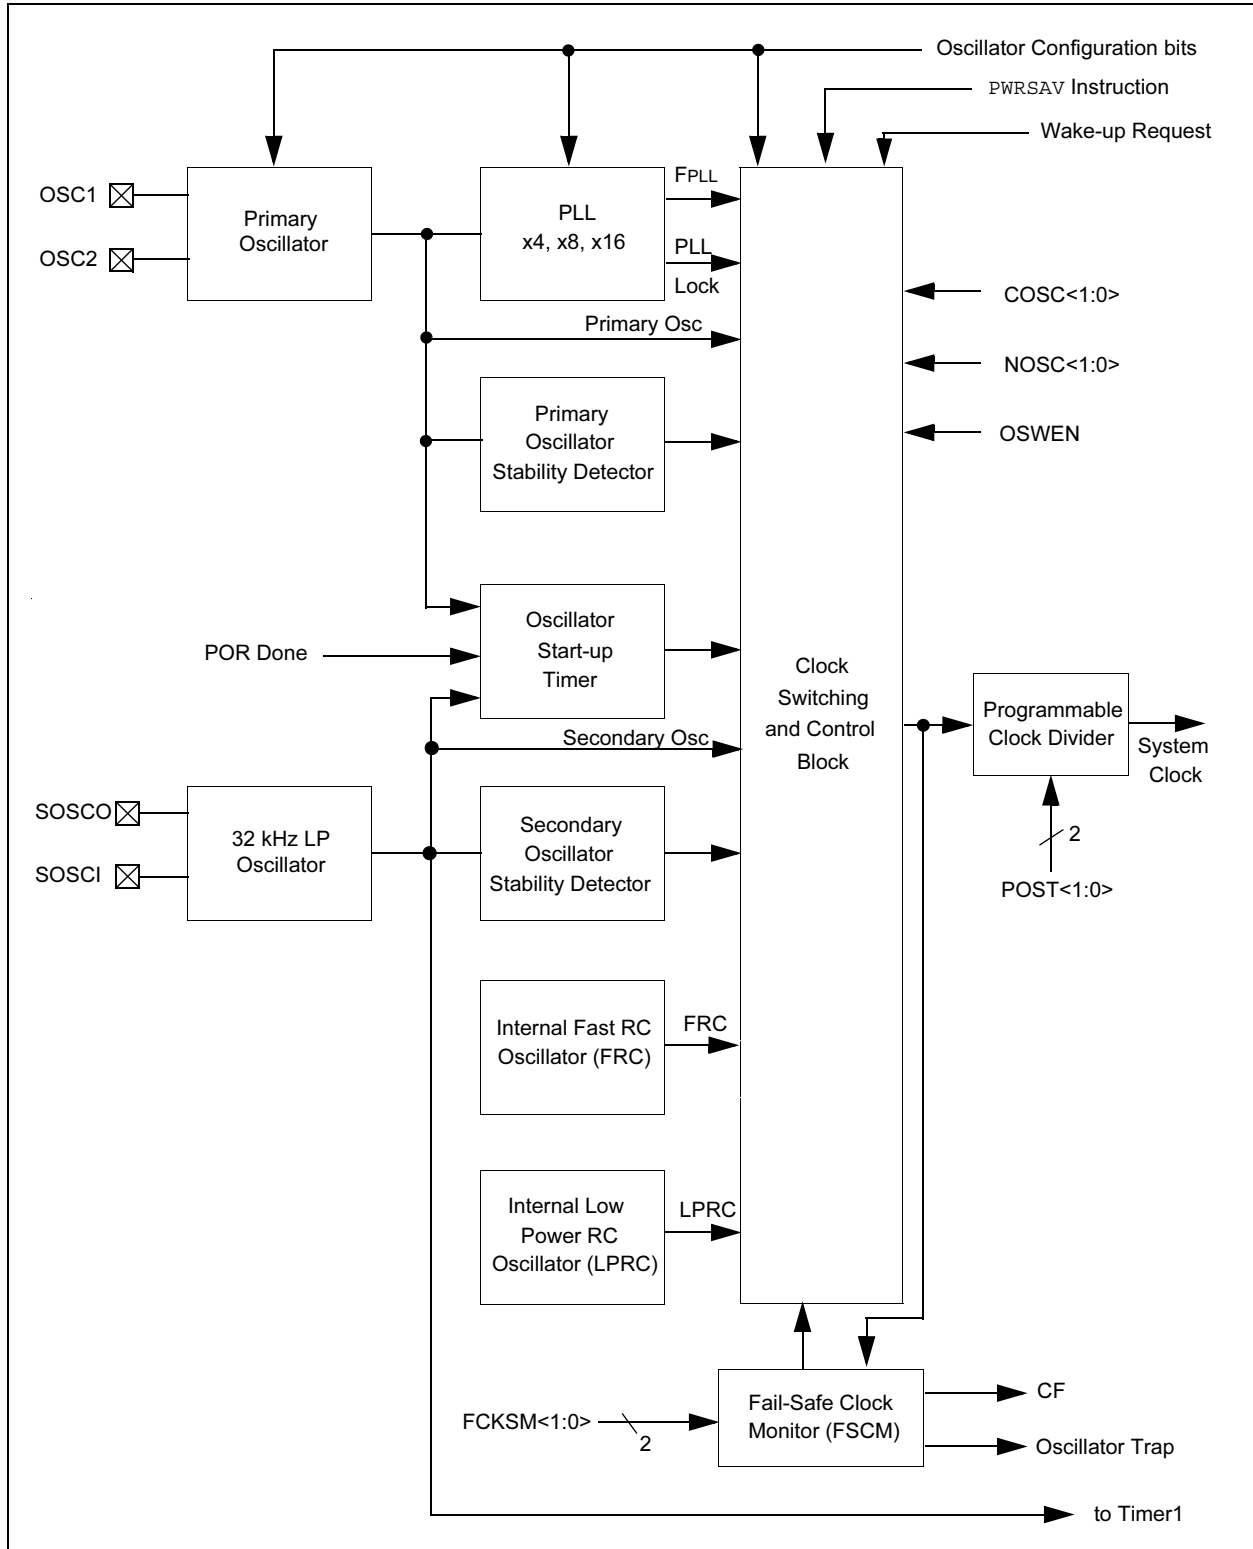 Oscillator Configuration bits
PWRSAV Instruction
Wake-up Request
OSC1
OSC2
Primary
Oscillator
PLL
x4, x8, x16
FPLL
PLL
Lock
COSC<1:0>
NOSC<1:0>
OSWEN
Primary Osc
Primary
Oscillator
Stability Detector
POR Done
Oscillator
Start-up
Timer
Clock
Switching
and Control
Block
Programmable
Clock Divider
System
Clock
2
POST<1:0>
Secondary Osc
SOSCO
SOSCI
32 kHz LP
Oscillator
Secondary
Oscillator
Stability Detector
Internal Fast RC
Oscillator (FRC)
FRC
Internal Low
Power RC
Oscillator (LPRC)
LPRC
FCKSM<1:0>
2
Fail-Safe Clock
Monitor (FSCM)
CF
Oscillator Trap
to Timer1